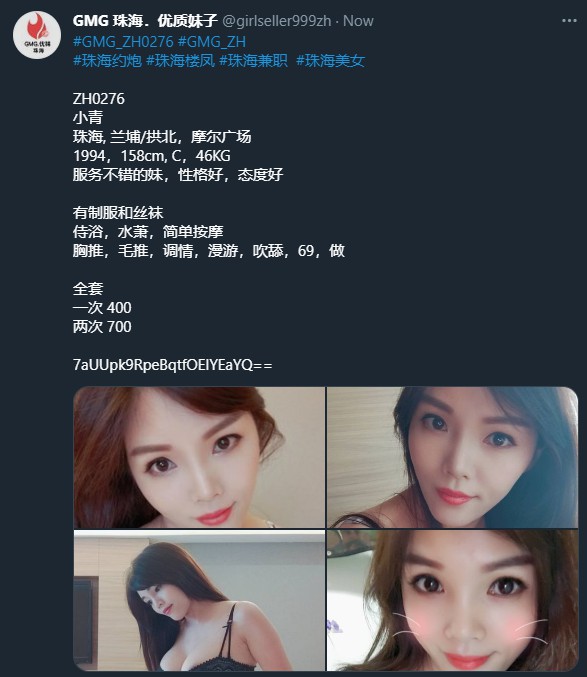 GMG 珠海．优质妹子 @girlseller999zh · Now
#GMG_ZH0276 #GMG_ZH
#珠海约炮 #珠海楼凤 #珠海兼职 #珠海美女
ZH0276
小青
珠海, 兰埔/拱北，摩尔广场
1994，158cm, C，46KG
服务不错的妹，性格好，态度好
有制服和丝袜
侍浴，水萧，简单按摩
胸推，毛推，调情，漫游，吹舔，69，做
全套
一次 400
两次 700
7aUUpk9RpeBqtfOEIYEaYQ==
GMG.优妹
珠海